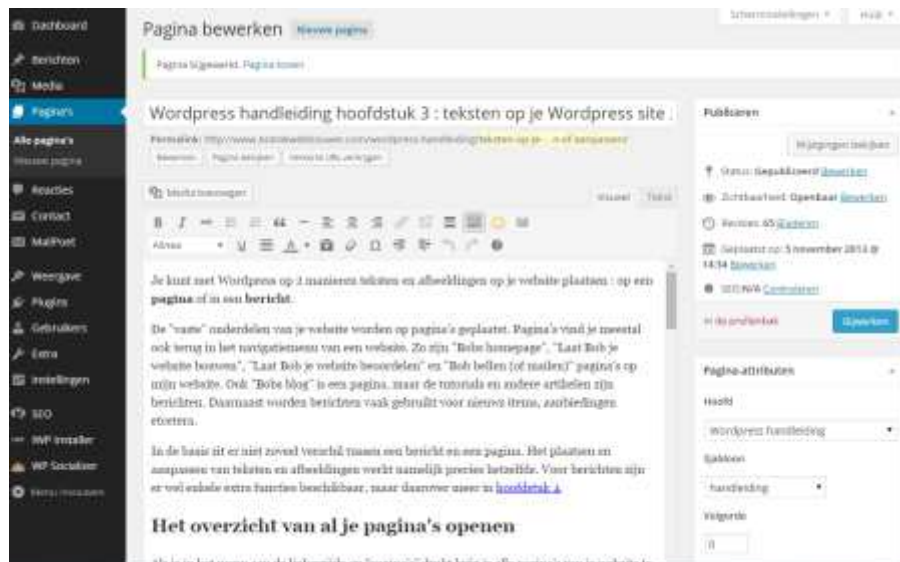 Dashboard
Berichten
Media
Pagina's
Alle pagina's
Nieuwe pagina
Reacties
Contact
MailPoet
Weergave
Plugins
Gebruikers
Extra
Instellingen
SEO
WP Socializer
Menu invouwen
Scherminstellingen
Hulp
Pagina bewerken Nieuwe pagina
Pagina bijgewerkt. Pagina tonen
Wordpress handleiding hoofdstuk 3 : teksten op je Wordpress site
Permalink:
Bewerken Pagina bekijken
Media toevoegen
Visueel Tekst
B I
Alinea
Je kunt met Wordpress op 2 manieren teksten en afbeeldingen op je website plaatsen : op een
pagina of in een bericht.
De "vaste" onderdelen van je website worden op pagina's geplaatst. Pagina's vind je meestal
ook terug in het navigatiemenu van een website. Zo zijn "Bobs homepage", "Laat Bob je
website bouwen", "Laat Bob je website beoordelen" en "Bob bellen (of mailen)" pagina's op
mijn website. Ook "Bobs blog" is een pagina, maar de tutorials en andere artikelen zijn
berichten. Daarnaast worden berichten vaak gebruikt voor nieuws items, aanbiedingen
etcetera.
In de basis zit er niet zoveel verschil tussen een bericht en een pagina. Het plaatsen en
aanpassen van teksten en afbeeldingen werkt namelijk precies hetzelfde. Voor berichten zijn
er wel enkele extra functies beschikbaar, maar daarover meer in hoofdstuk 4.
Het overzicht van al je pagina's openen
Publiceren
Wijzigingen bekijken
Status: Gepubliceerd Bewerken
Zichtbaarheid: Openbaar Bewerken
Revisies: 65 Bladeren
Geplaatst op: 5 november 2013 @
14:34 Bewerken
SEO: N/A Controleren
In de prullenbak
Bijwerken
Pagina-attributen
Hoofd
Wordpress handleiding
Sjabloon
handleiding
Volgorde
0